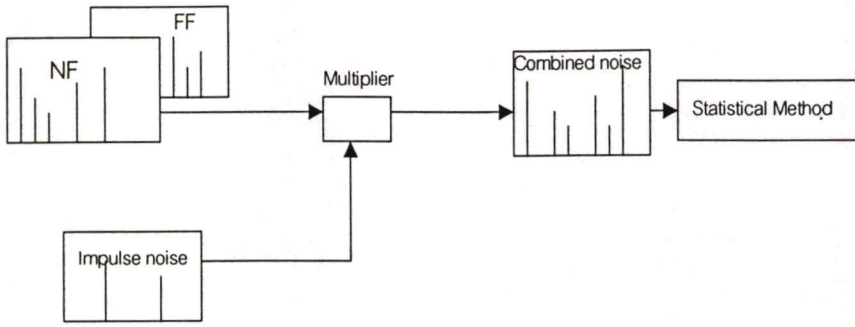 FF
NF
Multiplier
Combined noise
Statistical Method
Impulse noise